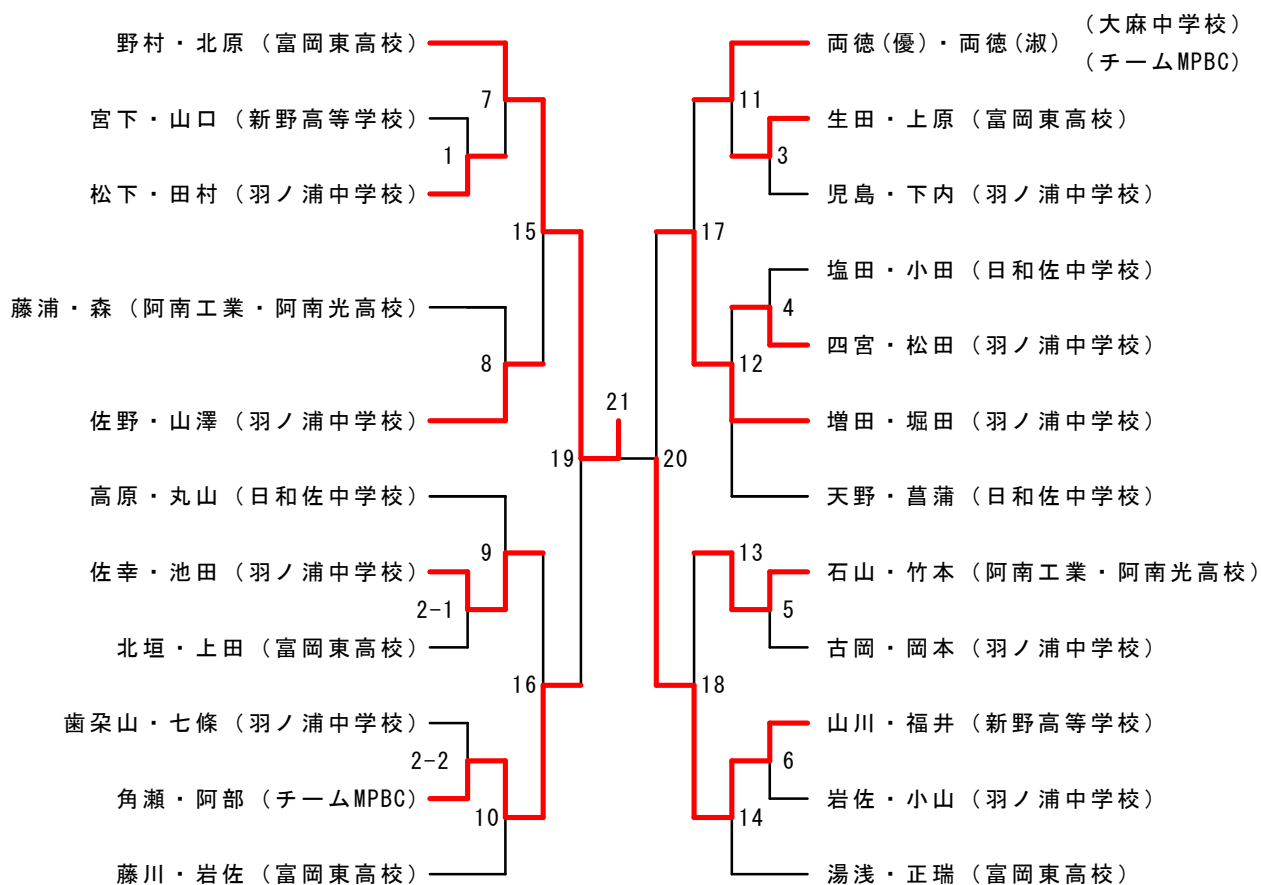 野村・北原 (富岡東高校)
7
宮下・山口 (新野高等学校)
1
松下・田村 (羽ノ浦中学校)
15
藤浦・森 (阿南工業・阿南光高校)
8
佐野・山澤 (羽ノ浦中学校)
19
高原・丸山 (日和佐中学校)
9
佐幸・池田 (羽ノ浦中学校)
2-1
北垣・上田 (富岡東高校)
16
歯朶山・七條 (羽ノ浦中学校)
2-2
角瀬・阿部 (チームMPBC)
10
藤川・岩佐 (富岡東高校)
21
両徳(優)・両徳(淑)
(大麻中学校)
(チームMPBC)
11
生田・上原 (富岡東高校)
3
児島・下内 (羽ノ浦中学校)
17
塩田・小田 (日和佐中学校)
4
四宮・松田 (羽ノ浦中学校)
12
増田・堀田 (羽ノ浦中学校)
20
天野・菖蒲 (日和佐中学校)
13
石山・竹本 (阿南工業・阿南光高校)
5
古岡・岡本 (羽ノ浦中学校)
18
山川・福井 (新野高等学校)
6
岩佐・小山 (羽ノ浦中学校)
14
湯浅・正瑞 (富岡東高校)